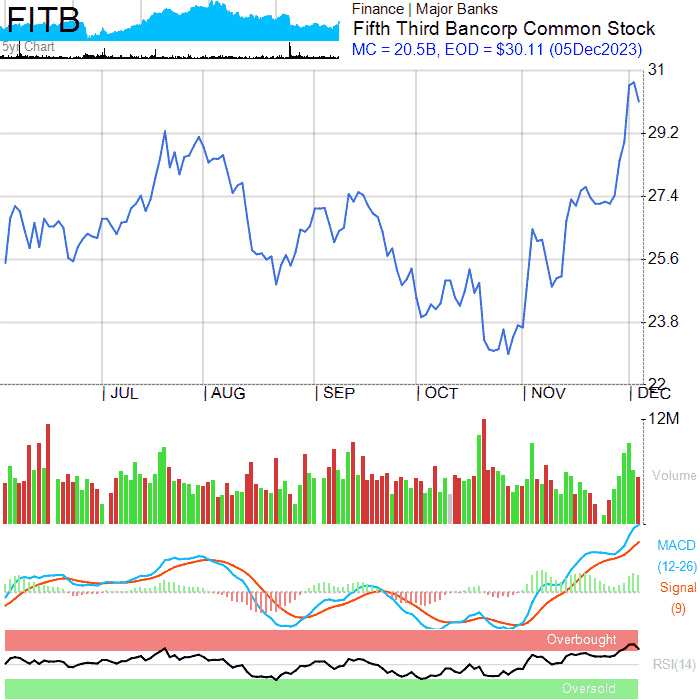 FITB
5yr Chart
Finance | Major Banks
Fifth Third Bancorp Common Stock
MC = 20.5B, EOD = $30.11 (05Dec2023)
31
29.2
27.4
25.6
23.8
22
JUL AUG SEP OCT NOV DEC
12M
Volume
MACD
(12-26)
Signal
(9)
Overbought
RSI(14)
Oversold